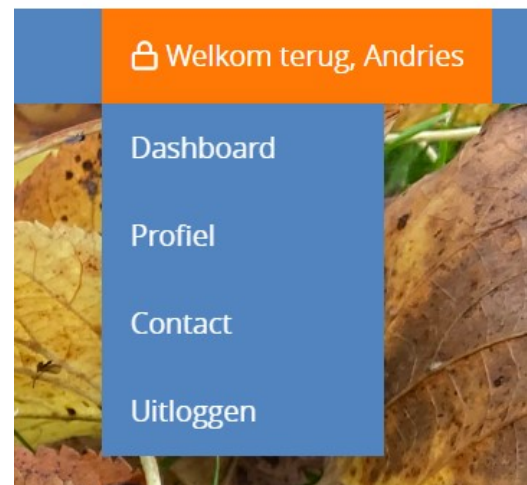 Welkom terug, Andries
Dashboard
Profiel
Contact
Uitloggen